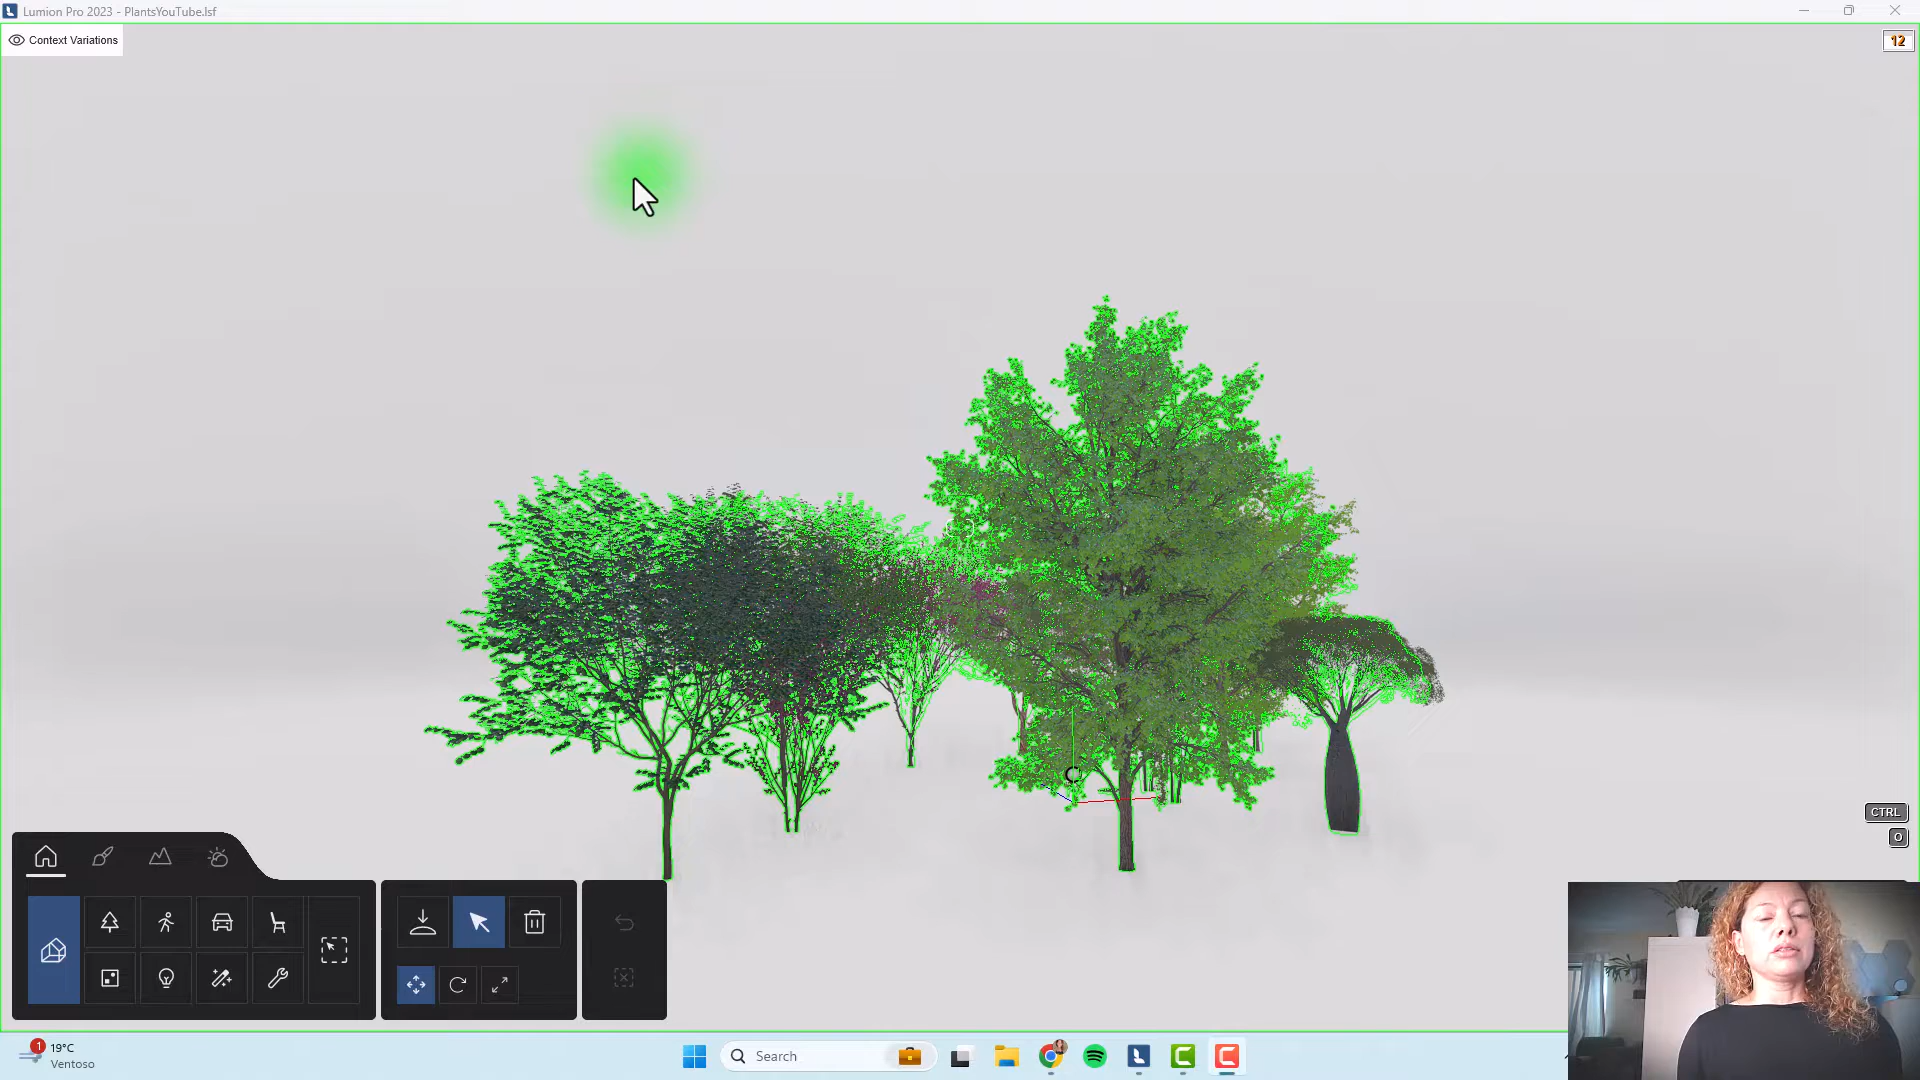 Lumion Pro 2023 - PlantsYouTube.lsf
Context Variations
12
CTRL
O
1
19°C
Ventoso
Search